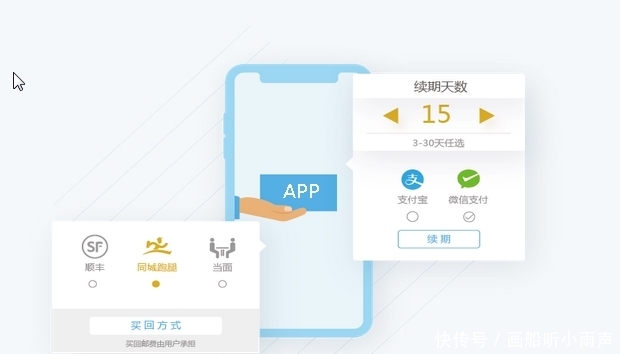 续期天数
15
3-30天任选
支付宝 微信支付
续期
APP
SF
顺丰 同城跑腿 当面
买回方式
买回邮费由用户承担
快传号 / 画船听小雨声